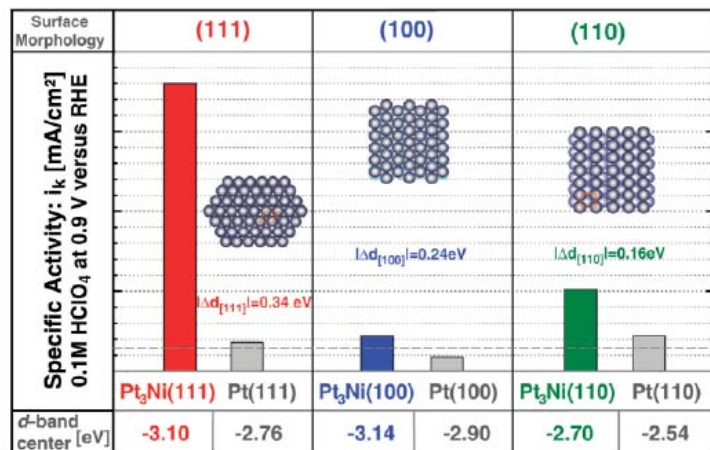 Surface
Morphology
(111)
(100)
(110)
Specific Activity: iₖ [mA/cm²]
0.1M HClO₄ at 0.9 V versus RHE
|Δd[111]|=0.34 eV
|Δd[100]|=0.24eV
|Δd[110]|=0.16eV
Pt₃Ni(111) Pt(111) Pt₃Ni(100) Pt(100) Pt₃Ni(110) Pt(110)
d-band
center [eV]
-3.10 -2.76 -3.14 -2.90 -2.70 -2.54